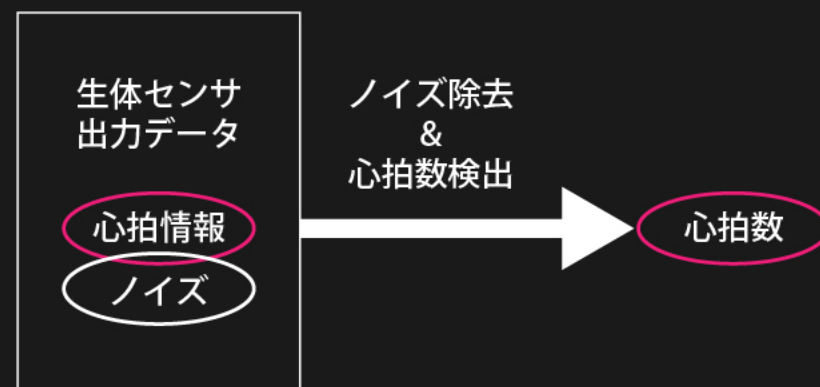 生体センサ
出力データ
心拍情報
ノイズ
ノイズ除去
&
心拍数検出
心拍数